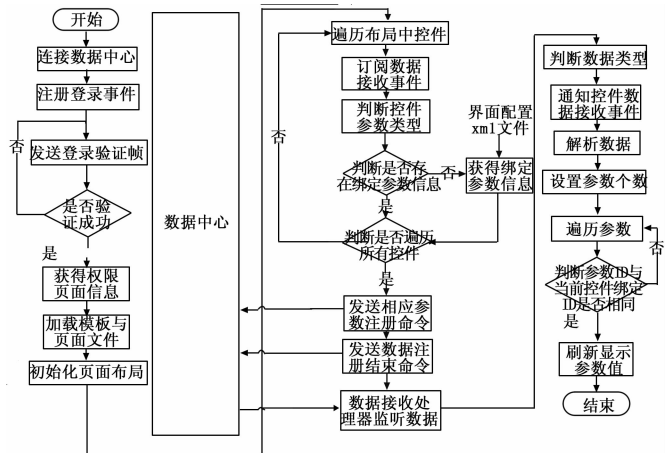 开始
连接数据中心
注册登录事件
否
发送登录验证帧
是否验
证成功
是
获得权限
页面信息
加载模板与
页面文件
初始化页面布局
数据中心
遍历布局中控件
订阅数据
接收事件
判断控件
参数类型
否
界面配置
xm1文件
判断是否存
在绑定参数信息
否
获得绑定
参数信息
是
判断是否遍历
所有控件
是
发送相应参
数注册命令
发送数据注
册结束命令
数据接收处
理器监听数据
判断数据类型
通知控件数
据接收事件
解析数据
设置参数个数
遍历参数
否
判断参数ID与
当前控件绑定
ID是否相同
是
刷新显示
参数值
结束